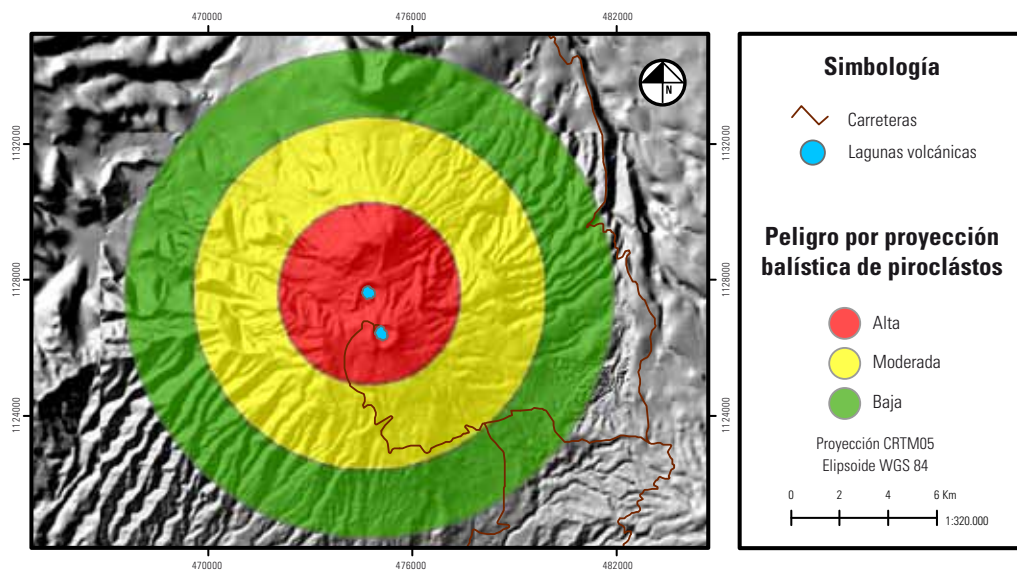 470000
476000
482000
1132000
1128000
1124000
1132000
1128000
1124000
N
470000
476000
482000
Simbología
Carreteras
Lagunas volcánicas
Peligro por proyección
balística de piroclástos
Alta
Moderada
Baja
Proyección CRTM05
Elipsoide WGS 84
0 2 4 6 Km
1:320.000